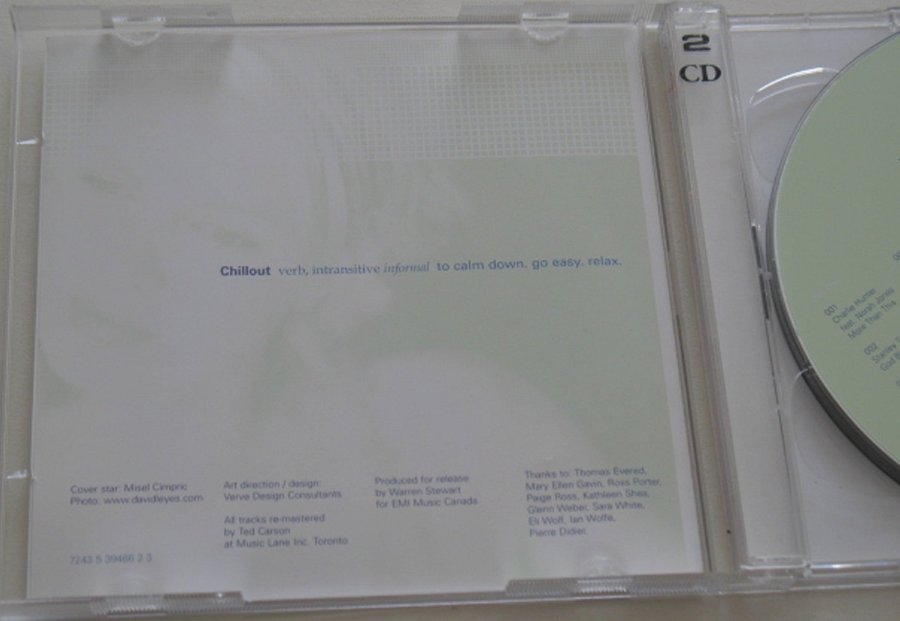 2
CD
Chillout verb, intransitive informal to calm down. go easy. relax.
Cover star: Misel Cimpric
Photo: www.davidleyes.com
7243 5 39466 2 3
Art direction / design:
Verve Design Consultants
All tracks re-mastered
by Ted Carson
at Music Lane Inc. Toronto
Produced for release
by Warren Stewart
for EMI Music Canada
Thanks to: Thomas Evered,
Mary Ellen Gavin, Ross Porter,
Paige Ross, Kathleen Shea,
Glenn Weber, Sara White,
Eli Wolf, Ian Wolfe,
Pierre Didier.
001
Charlie Hunter
feat. Norah Jones
More Than This
002
Stanley
God